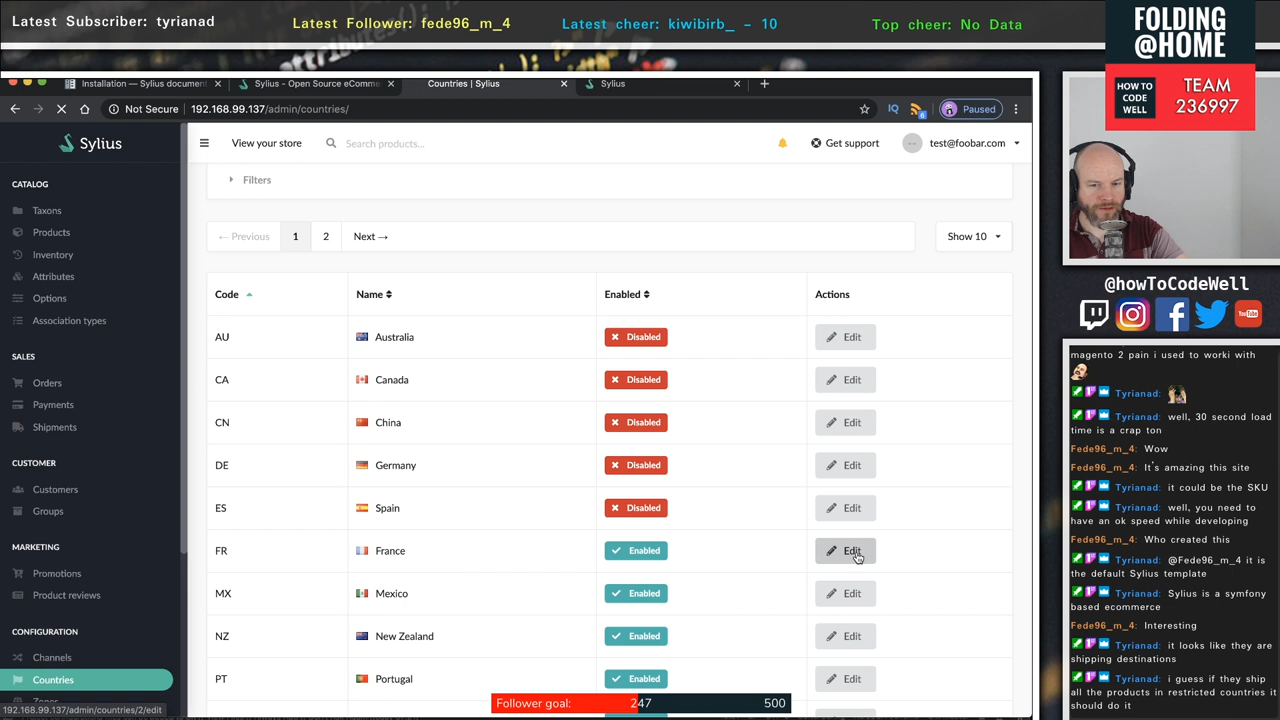 Latest Subscriber: tyrianad
Latest Follower: fede96_m_4
Latest cheer: kiwibirb_ - 10
Top cheer: No Data
FOLDING
@HOME
HOW TO
CODE
WELL
TEAM
236997
Installation — Sylius document
Sylius - Open Source eComme
Countries | Sylius
Sylius
Not Secure
192.168.99.137/admin/countries/
IQ
6
Paused
Sylius
View your store
Search products...
Get support
test@foobar.com
CATALOG
Taxons
Products
Inventory
Attributes
Options
Association types
SALES
Orders
Payments
Shipments
CUSTOMER
Customers
Groups
MARKETING
Promotions
Product reviews
CONFIGURATION
Channels
Countries
Zones
192.168.99.137/admin/countries/2/edit
Filters
← Previous
1
2
Next →
Show 10
Code
Name
Enabled
Actions
AU
Australia
Disabled
Edit
CA
Canada
Disabled
Edit
CN
China
Disabled
Edit
DE
Germany
Disabled
Edit
ES
Spain
Disabled
Edit
FR
France
Enabled
Edit
MX
Mexico
Enabled
Edit
NZ
New Zealand
Enabled
Edit
PT
Portugal
Enabled
Edit
Follower goal:
247
500
@howToCodeWell
You Tube
magento 2 pain i used to worki with
Tyrianad:
Tyrianad: well, 30 second load
time is a crap ton
Fede96_m_4: Wow
Fede96_m_4: It's amazing this site
Tyrianad: it could be the SKU
Tyrianad: well, you need to
have an ok speed while developing
Fede96_m_4: Who created this
Tyrianad: @Fede96_m_4 it is
the default Sylius template
Tyrianad: Sylius is a symfony
based ecommerce
Fede96_m_4: Interesting
Tyrianad: it looks like they are
shipping destinations
Tyrianad: i guess if they ship
all the products in restricted countries it
should do it